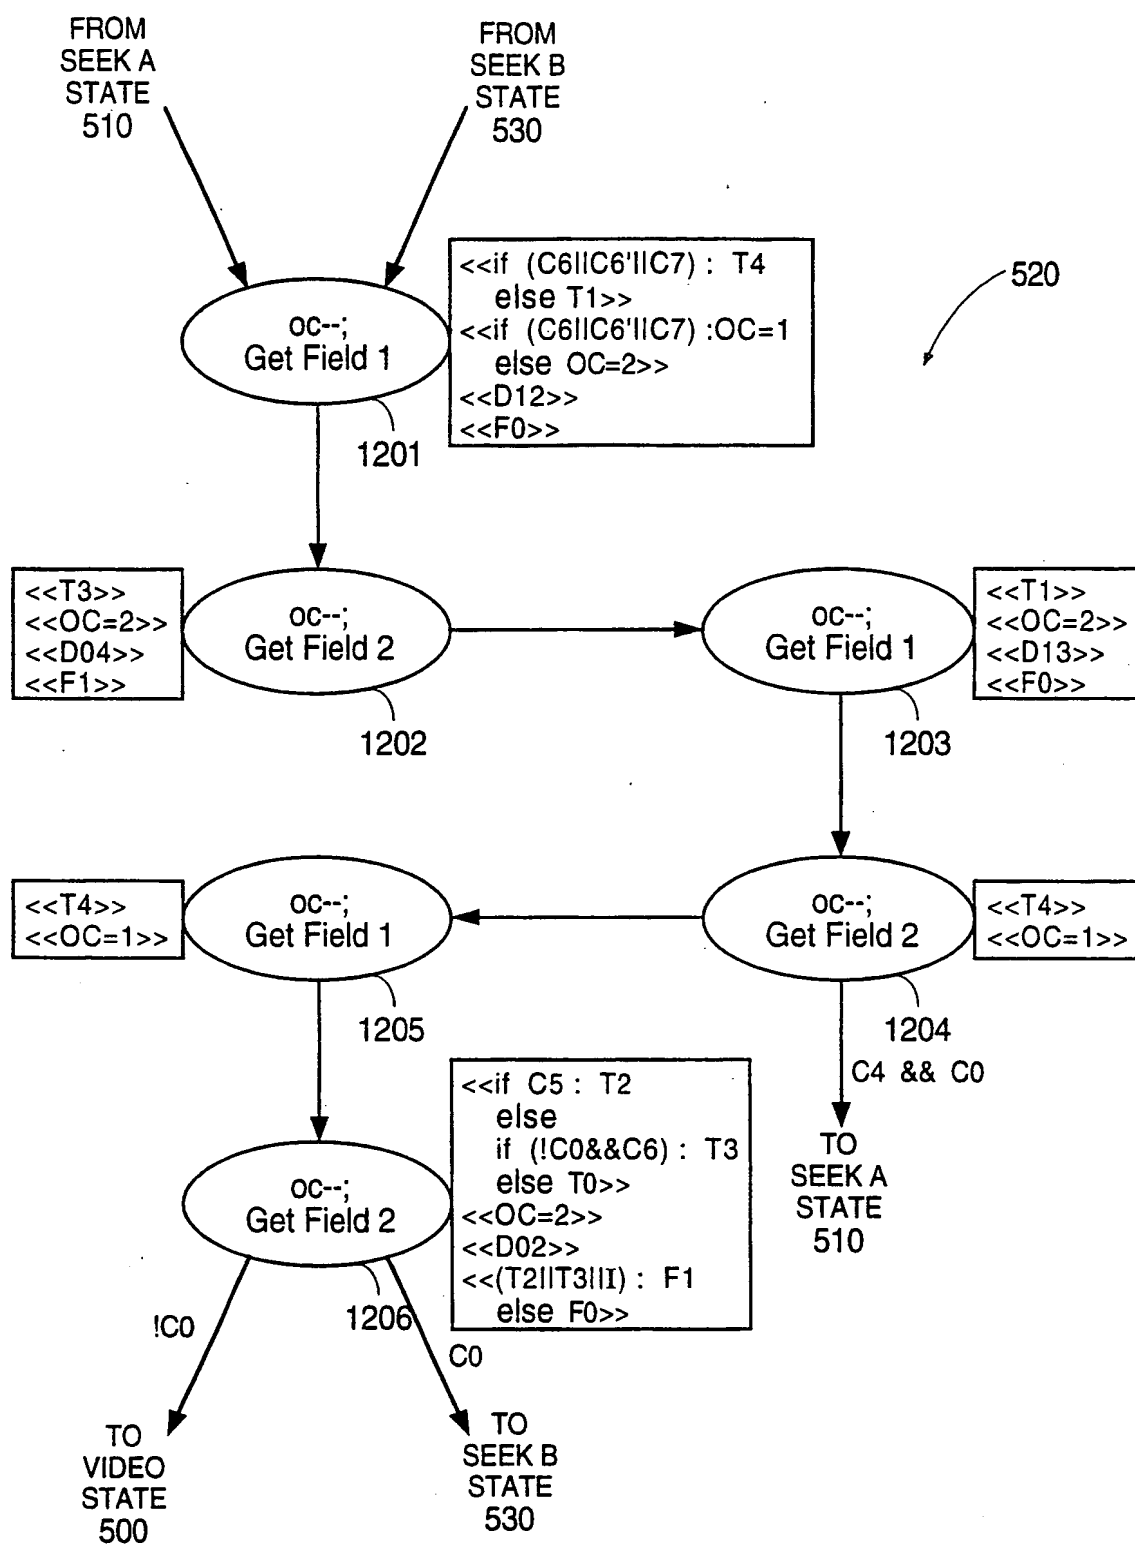 FROM
SEEK A
STATE
510
FROM
SEEK B
STATE
530
<<if (C6||C6'||C7) : T4
else T1>>
<<if (C6||C6'||C7) :OC=1
else OC=2>>
<<D12>>
<<F0>>
520
oc--;
Get Field 1
1201
<<T3>>
<<OC=2>>
<<D04>>
<<F1>>
oc--;
Get Field 2
1202
oc--;
Get Field 1
1203
<<T1>>
<<OC=2>>
<<D13>>
<<F0>>
<<T4>>
<<OC=1>>
oc--;
Get Field 1
1205
oc--;
Get Field 2
1204
<<T4>>
<<OC=1>>
C4 && C0
TO
SEEK A
STATE
510
<<if C5 : T2
else
if (!C0&&C6) : T3
else T0>>
<<OC=2>>
<<D02>>
<<(T2||T3||I) : F1
else F0>>
oc--;
Get Field 2
1206
!C0
C0
TO
VIDEO
STATE
500
TO
SEEK B
STATE
530